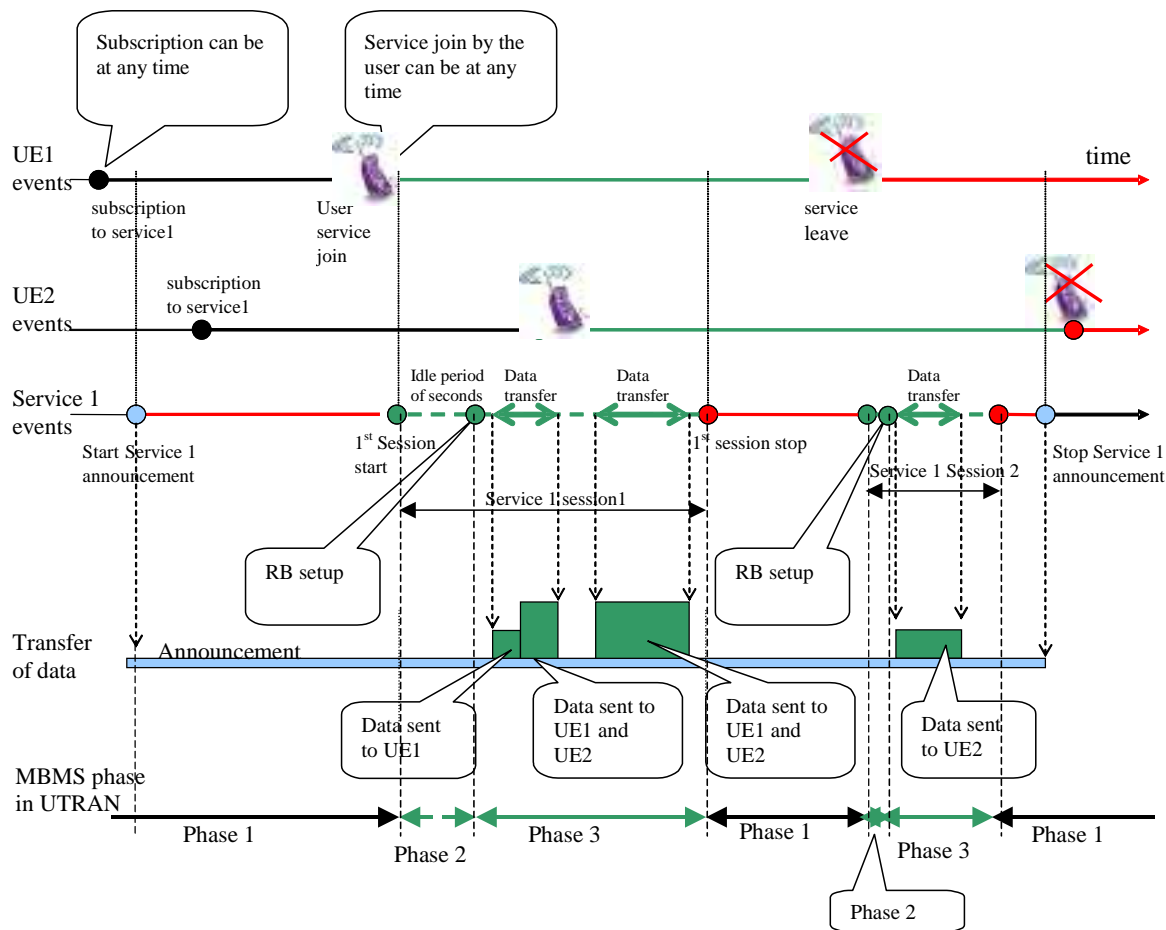 Subscription can be
at any time
Service join by the
user can be at any
time
UE1
events
time
subscription
to service1
User
service
join
service
leave
subscription
to service1
UE2
events
Service 1
events
Idle period
of seconds
Data
transfer
Data
transfer
Data
transfer
Start Service 1
announcement
1st Session
start
1st session stop
Stop Service 1
announcement
Service 1 session1
Service 1 Session 2
RB setup
RB setup
Transfer
of data
Announcement
Data sent
to UE1
Data sent to
UE1 and
UE2
Data sent to
UE1 and
UE2
Data sent
to UE2
MBMS phase
in UTRAN
Phase 1
Phase 2
Phase 3
Phase 1
Phase 3
Phase 1
Phase 2